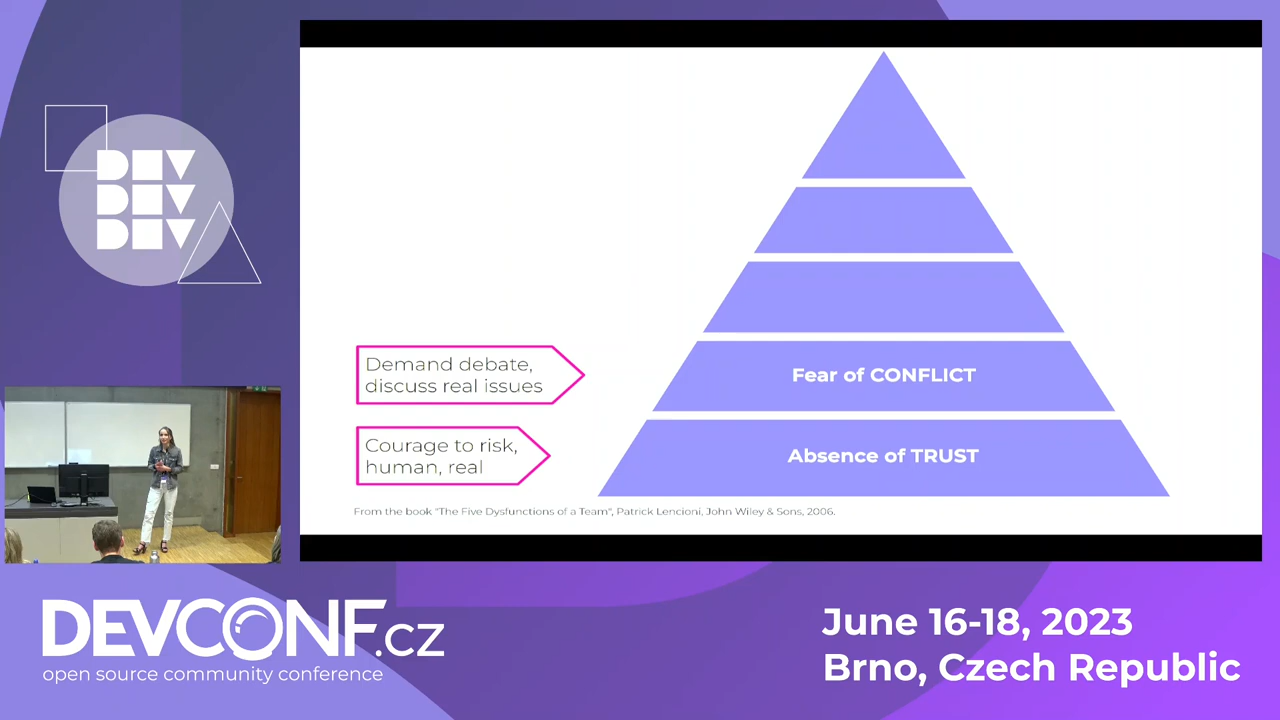 DEV
DEV
DEV
Demand debate,
discuss real issues
Courage to risk,
human, real
Fear of CONFLICT
Absence of TRUST
From the book "The Five Dysfunctions of a Team", Patrick Lencioni, John Wiley & Sons, 2006.
DEVCONF.cz
open source community conference
June 16-18, 2023
Brno, Czech Republic